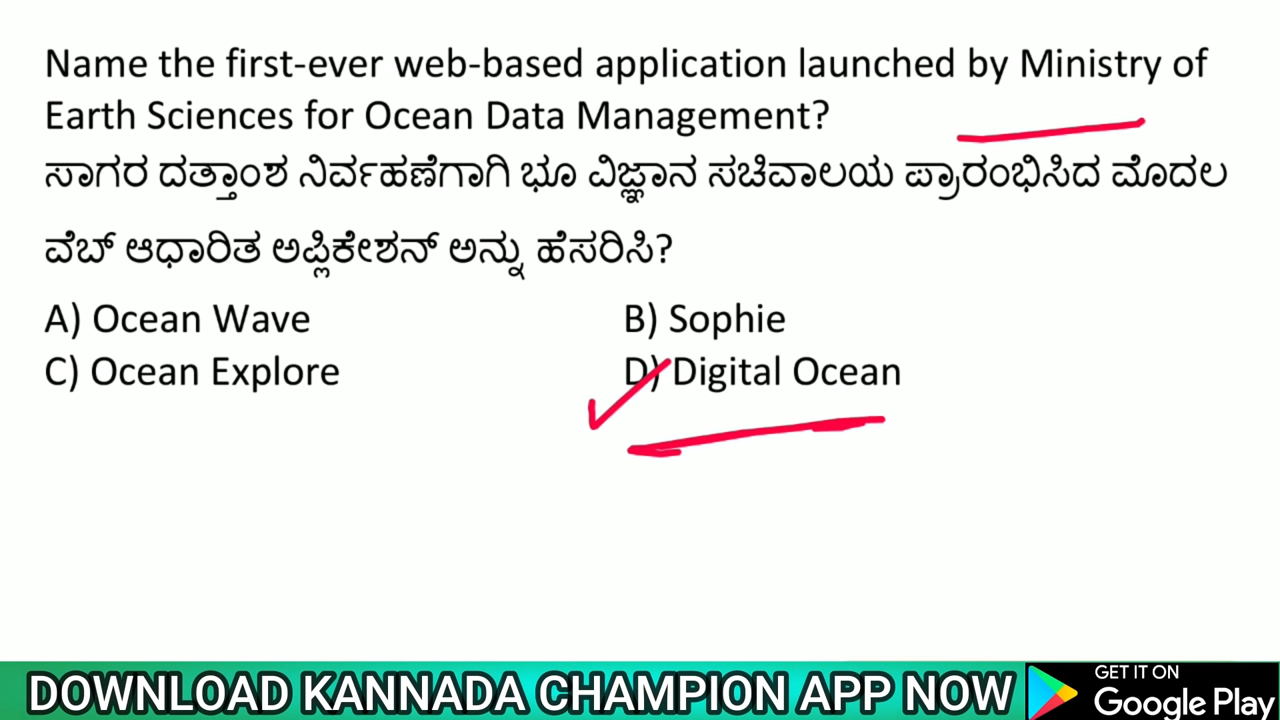 Name the first-ever web-based application launched by Ministry of
Earth Sciences for Ocean Data Management?
ಸಾಗರ ದತ್ತಾಂಶ ನಿರ್ವಹಣೆಗಾಗಿ ಭೂ ವಿಜ್ಞಾನ ಸಚಿವಾಲಯ ಪ್ರಾರಂಭಿಸಿದ ಮೊದಲ
ವೆಬ್ ಆಧಾರಿತ ಅಪ್ಲಿಕೇಶನ್ ಅನ್ನು ಹೆಸರಿಸಿ?
A) Ocean Wave B) Sophie
C) Ocean Explore D) Digital Ocean
DOWNLOAD KANNADA CHAMPION APP NOW
GET IT ON
Google Play